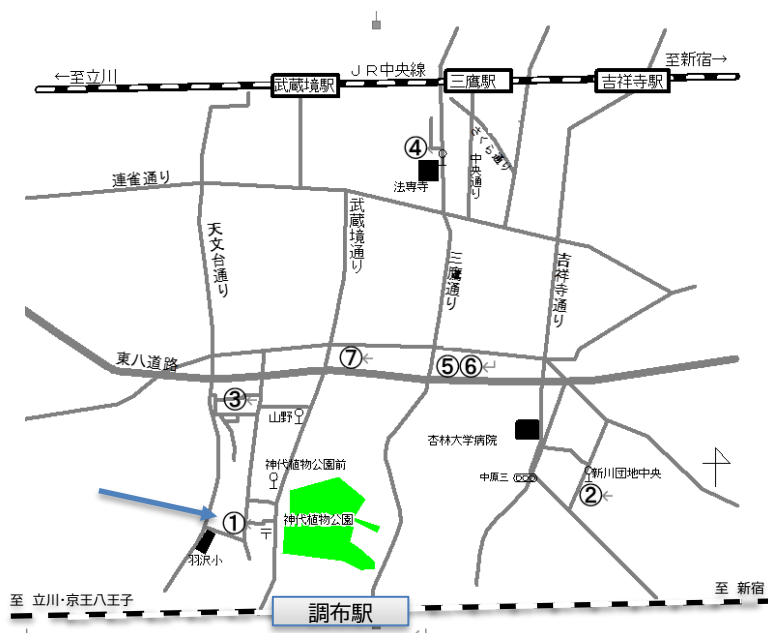 ＪＲ中央線
至新宿→
←至立川
武蔵境駅
三鷹駅
吉祥寺駅
さくら通り
④
中央通り
法専寺
連雀通り
武蔵境通り
天文台通り
三鷹通り
吉祥寺通り
東八道路
⑦
⑤⑥
③
山野
杏林大学病院
神代植物公園前
中原三
新川団地中央
②
①
神代植物公園
〒
羽沢小
至 立川・京王八王子
至 新宿
調布駅